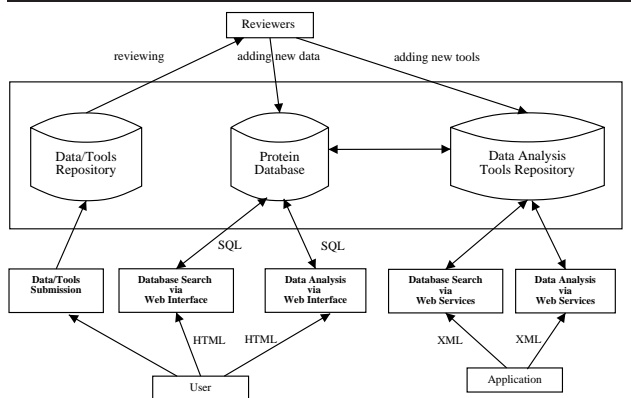 Reviewers
reviewing
adding new data
adding new tools
Data/Tools
Repository
Protein
Database
Data Analysis
Tools Repository
SQL
SQL
Data/Tools
Submission
Database Search
via
Web Interface
Data Analysis
via
Web Interface
Database Search
via
Web Services
Data Analysis
via
Web Services
HTML
HTML
XML
XML
User
Application